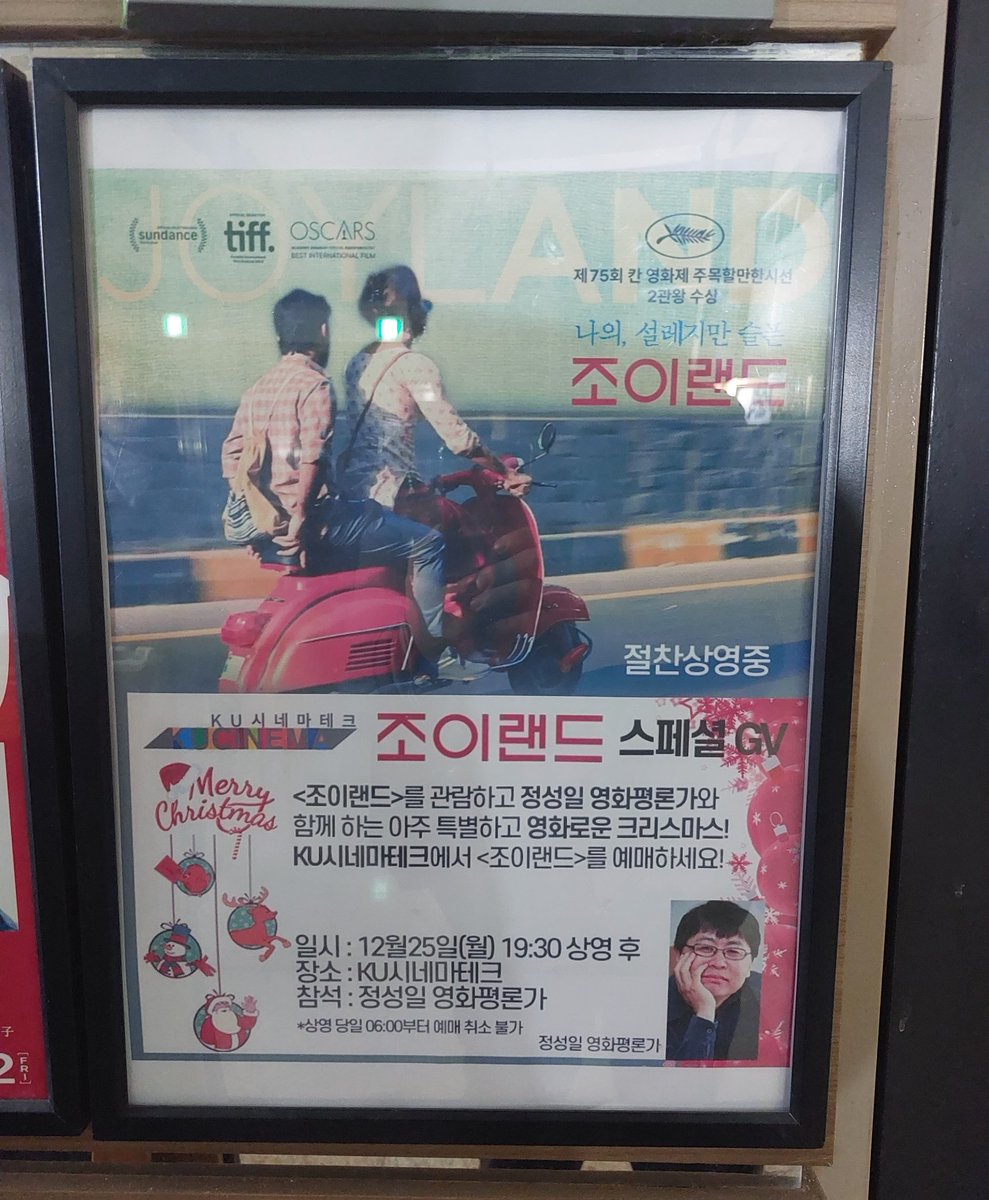 JOYLAND
sundance
OFFICIAL SELECTION
tiff.
OSCARS
BEST INTERNATIONAL FILM
제75회 칸 영화제 주목할만한시선
2관왕 수상
나의, 설레지만 슬픈
조이랜드
절찬상영중
KU시네마테크
KUCINEMA
조이랜드 스페셜 GV
Merry
Christmas
<조이랜드>를 관람하고 정성일 영화평론가와
함께 하는 아주 특별하고 영화로운 크리스마스!
KU시네마테크에서 <조이랜드>를 예매하세요!
일시 : 12월25일(월) 19:30 상영 후
장소 : KU시네마테크
참석 : 정성일 영화평론가
*상영 당일 06:00부터 예매 취소 불가
정성일 영화평론가
子
2 [FRI]